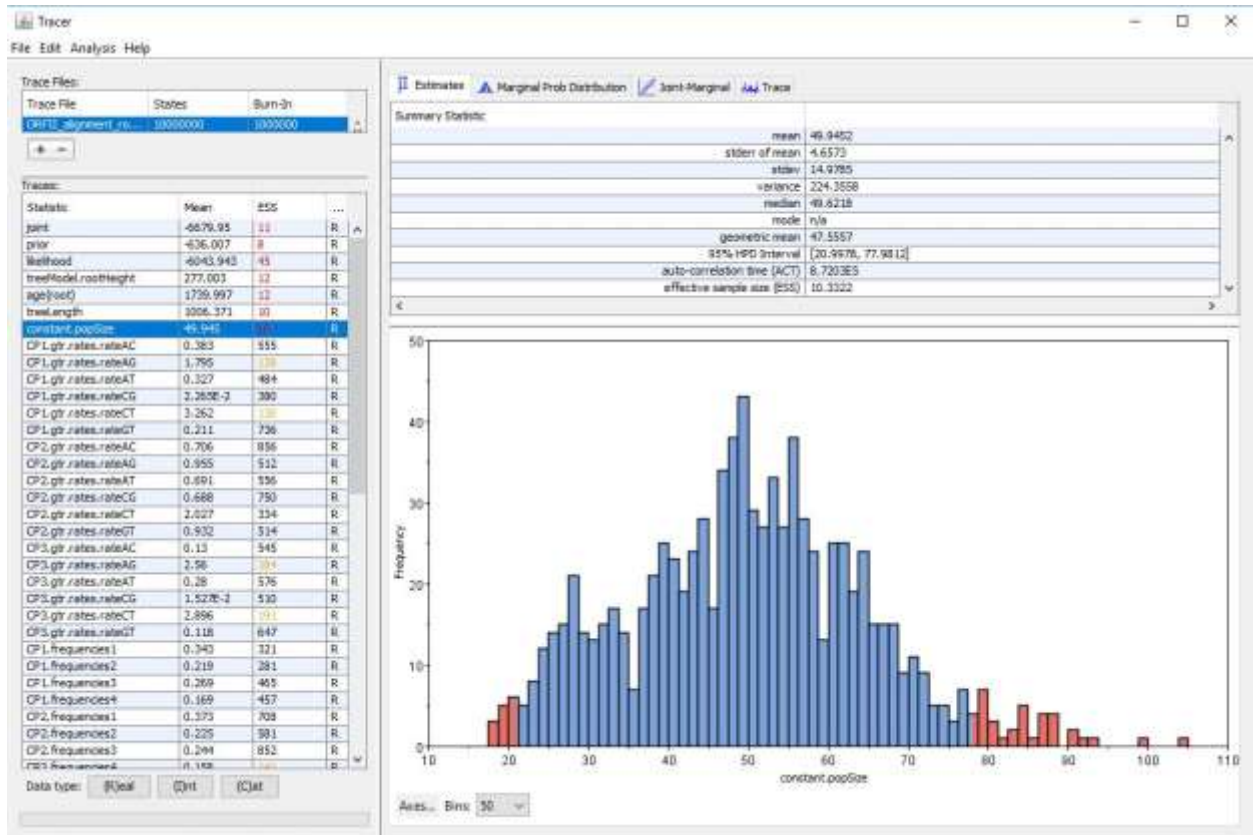 Tracer
File Edit Analysis Help
Trace Files:
Trace File States Burn-In
ORF12_alignment_ro... 10000000 1000000
+ -
Traces:
Statistic Mean ESS ...
joint -6679.95 11 R
prior -636.007 8 R
likelihood -6043.943 45 R
treeModel.rootHeight 277.003 12 R
age(root) 1739.997 12 R
treeLength 1006.371 10 R
constant.popSize 49.945 R
CP1.gtr.rates.rateAC 0.383 555 R
CP1.gtr.rates.rateAG 1.795 R
CP1.gtr.rates.rateAT 0.327 484 R
CP1.gtr.rates.rateCG 2.265E-2 380 R
CP1.gtr.rates.rateCT 3.262 R
CP1.gtr.rates.rateGT 0.211 736 R
CP2.gtr.rates.rateAC 0.706 856 R
CP2.gtr.rates.rateAG 0.955 512 R
CP2.gtr.rates.rateAT 0.691 556 R
CP2.gtr.rates.rateCG 0.688 750 R
CP2.gtr.rates.rateCT 2.027 334 R
CP2.gtr.rates.rateGT 0.932 514 R
CP3.gtr.rates.rateAC 0.13 545 R
CP3.gtr.rates.rateAG 2.56 R
CP3.gtr.rates.rateAT 0.28 576 R
CP3.gtr.rates.rateCG 1.527E-2 510 R
CP3.gtr.rates.rateCT 2.896 R
CP3.gtr.rates.rateGT 0.118 647 R
CP1.frequencies1 0.343 321 R
CP1.frequencies2 0.219 281 R
CP1.frequencies3 0.269 465 R
CP1.frequencies4 0.169 457 R
CP2.frequencies1 0.373 708 R
CP2.frequencies2 0.225 581 R
CP2.frequencies3 0.244 852 R
CP2.frequencies4 0.158 R
Data type: (R)eal (I)nt (C)at
Estimates Marginal Prob Distribution Joint-Marginal Trace
Summary Statistic
mean 49.9452
stderr of mean 4.6573
stdev 14.9785
variance 224.3558
median 49.6218
mode n/a
geometric mean 47.5557
95% HPD Interval [20.9978, 77.9812]
auto-correlation time (ACT) 8.7203E5
effective sample size (ESS) 10.3322
50
40
30
20
10
0
Frequency
10 20 30 40 50 60 70 80 90 100 110
constant.popSize
Axes... Bins: 50